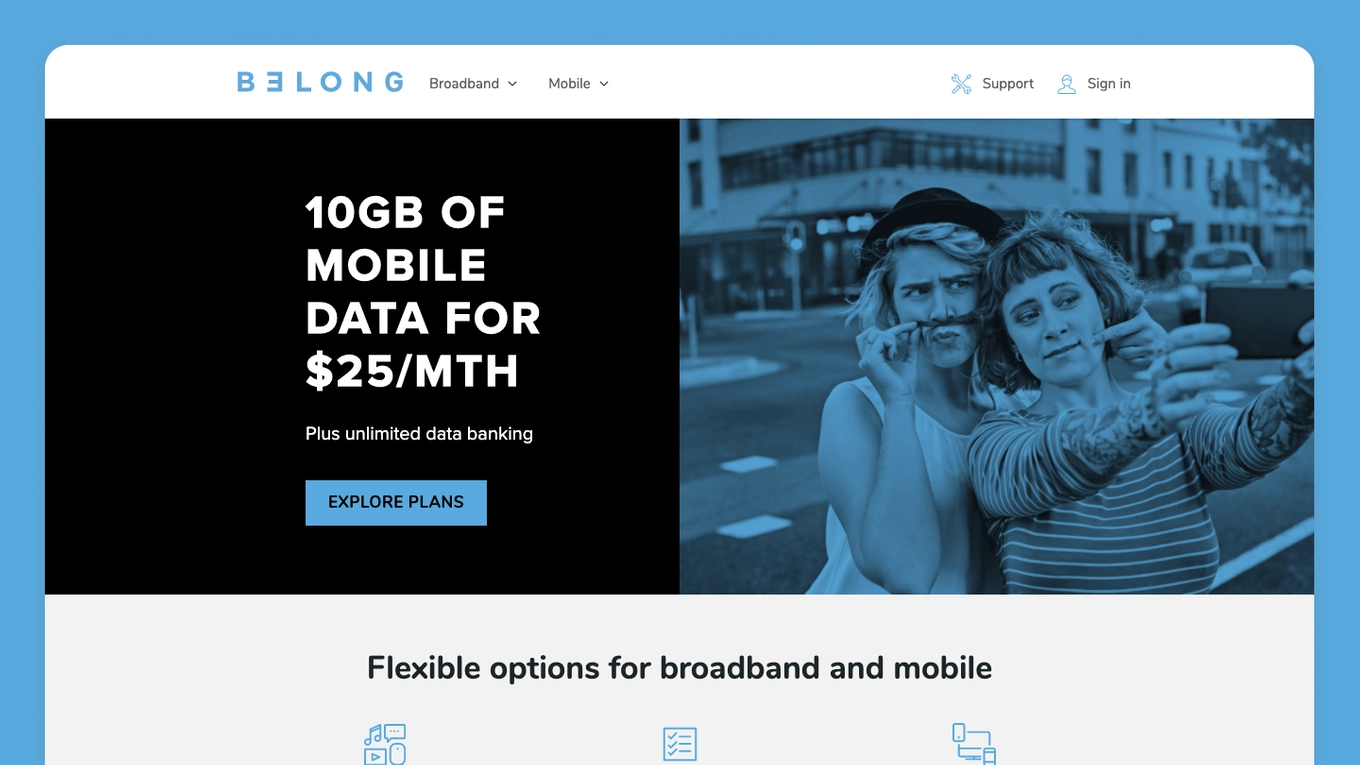 BƎLONG
Broadband
Mobile
Support
Sign in
10GB OF
MOBILE
DATA FOR
$25/MTH
Plus unlimited data banking
EXPLORE PLANS
Flexible options for broadband and mobile